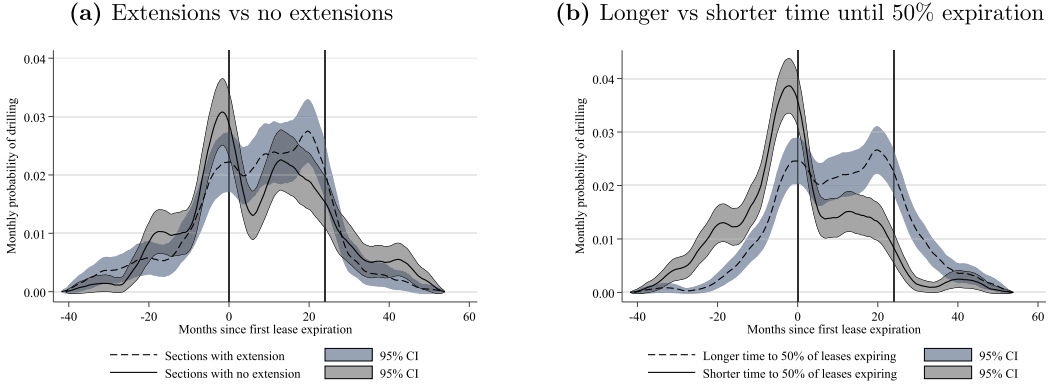 (a) Extensions vs no extensions
Monthly probability of drilling
0.04
0.03
0.02
0.01
0.00
-40 -20 0 20 40 60
Months since first lease expiration
Sections with extension 95% CI
Sections with no extension 95% CI
(b) Longer vs shorter time until 50% expiration
Monthly probability of drilling
0.04
0.03
0.02
0.01
0.00
-40 -20 0 20 40 60
Months since first lease expiration
Longer time to 50% of leases expiring 95% CI
Shorter time to 50% of leases expiring 95% CI